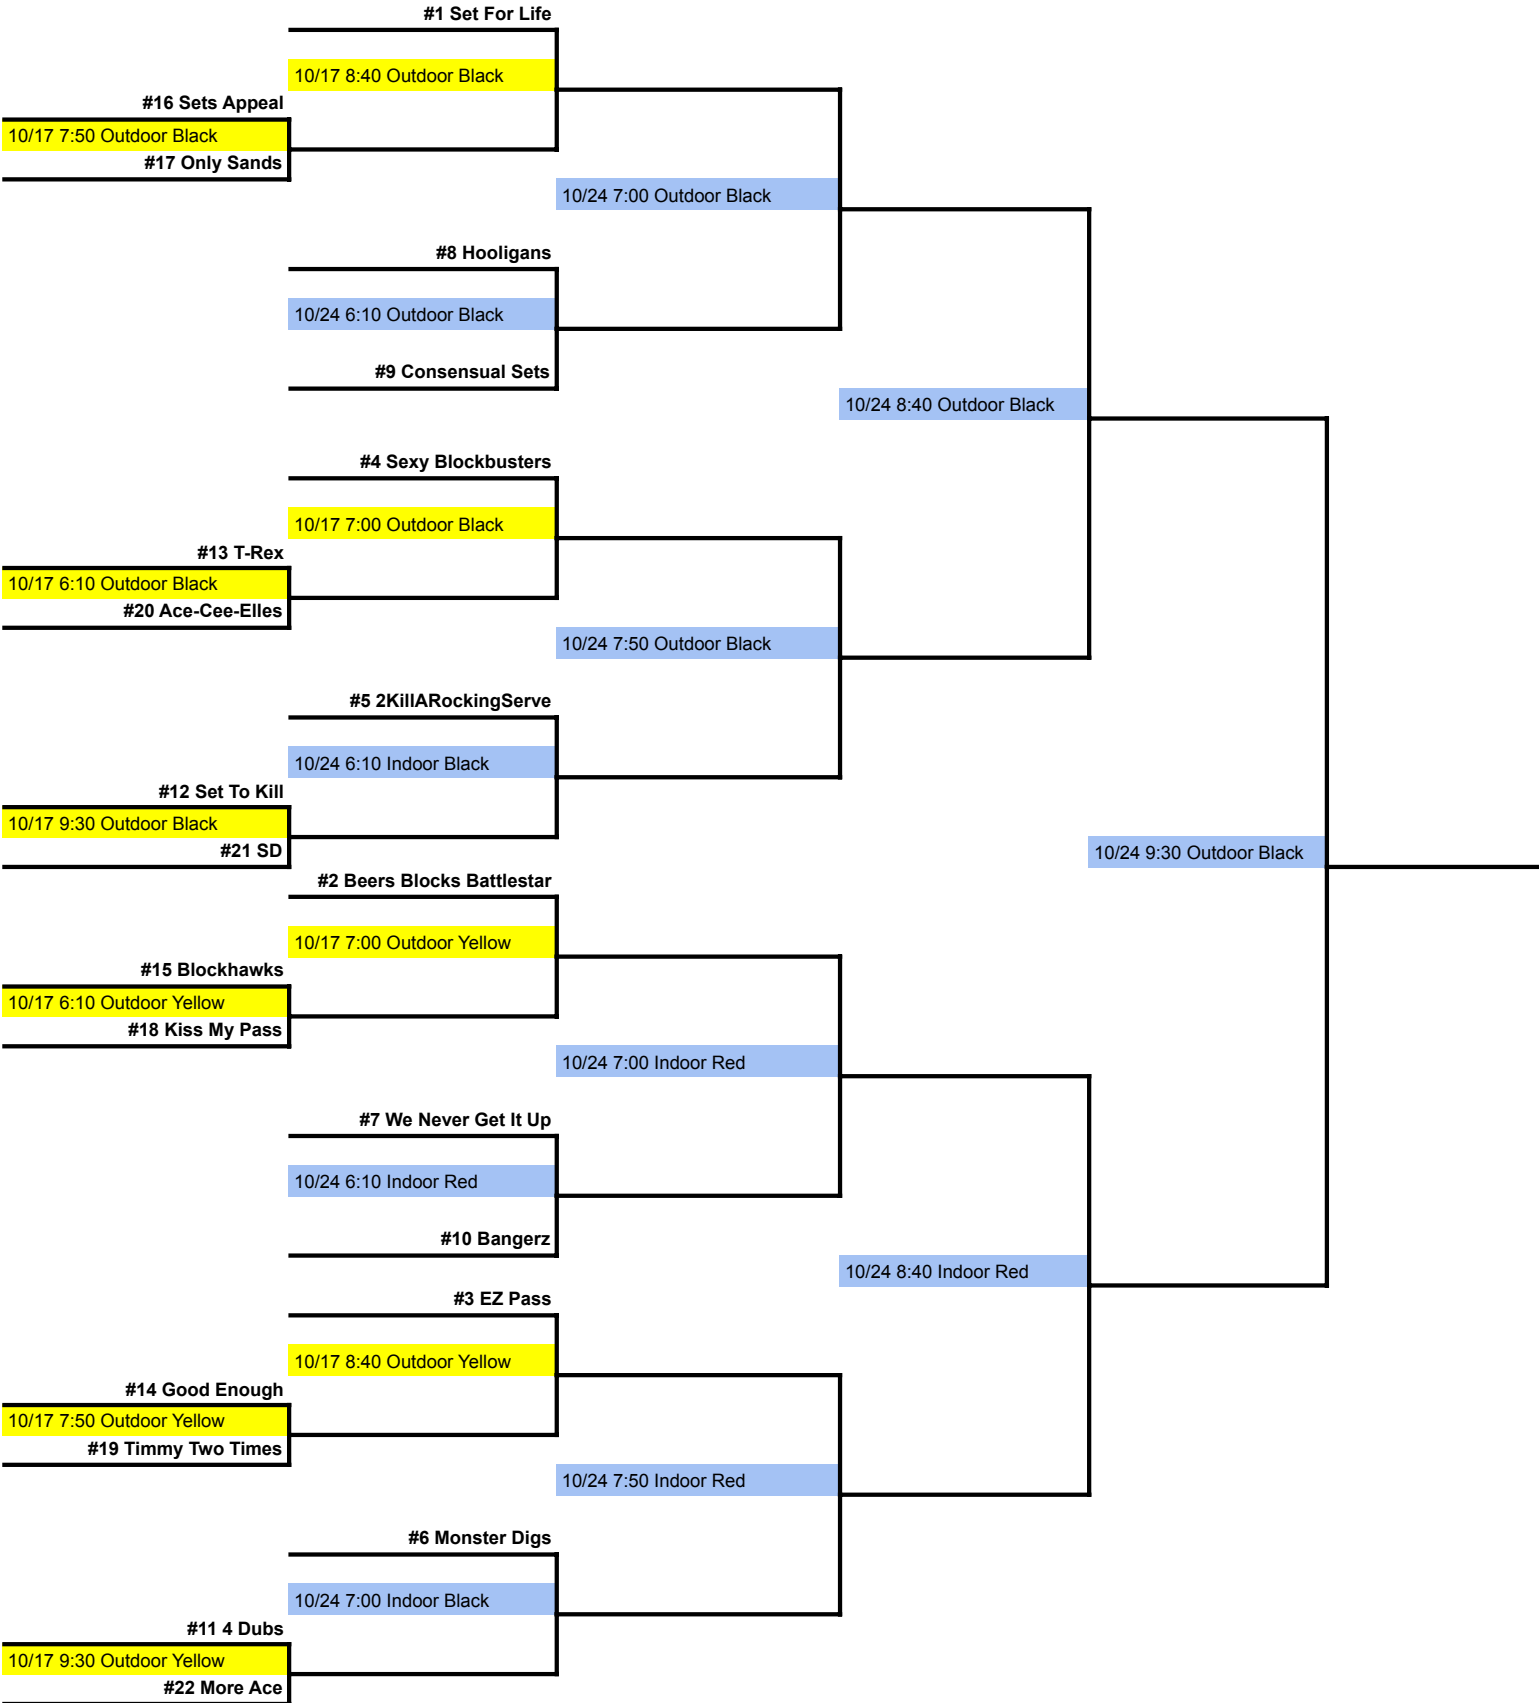 #1 Set For Life
10/17 8:40 Outdoor Black
#16 Sets Appeal
10/17 7:50 Outdoor Black
#17 Only Sands
10/24 7:00 Outdoor Black
#8 Hooligans
10/24 6:10 Outdoor Black
#9 Consensual Sets
10/24 8:40 Outdoor Black
#4 Sexy Blockbusters
10/17 7:00 Outdoor Black
#13 T-Rex
10/17 6:10 Outdoor Black
#20 Ace-Cee-Elles
10/24 7:50 Outdoor Black
#5 2KillARockingServe
10/24 6:10 Indoor Black
#12 Set To Kill
10/17 9:30 Outdoor Black
#21 SD
10/24 9:30 Outdoor Black
#2 Beers Blocks Battlestar
10/17 7:00 Outdoor Yellow
#15 Blockhawks
10/17 6:10 Outdoor Yellow
#18 Kiss My Pass
10/24 7:00 Indoor Red
#7 We Never Get It Up
10/24 6:10 Indoor Red
#10 Bangerz
10/24 8:40 Indoor Red
#3 EZ Pass
10/17 8:40 Outdoor Yellow
#14 Good Enough
10/17 7:50 Outdoor Yellow
#19 Timmy Two Times
10/24 7:50 Indoor Red
#6 Monster Digs
10/24 7:00 Indoor Black
#11 4 Dubs
10/17 9:30 Outdoor Yellow
#22 More Ace